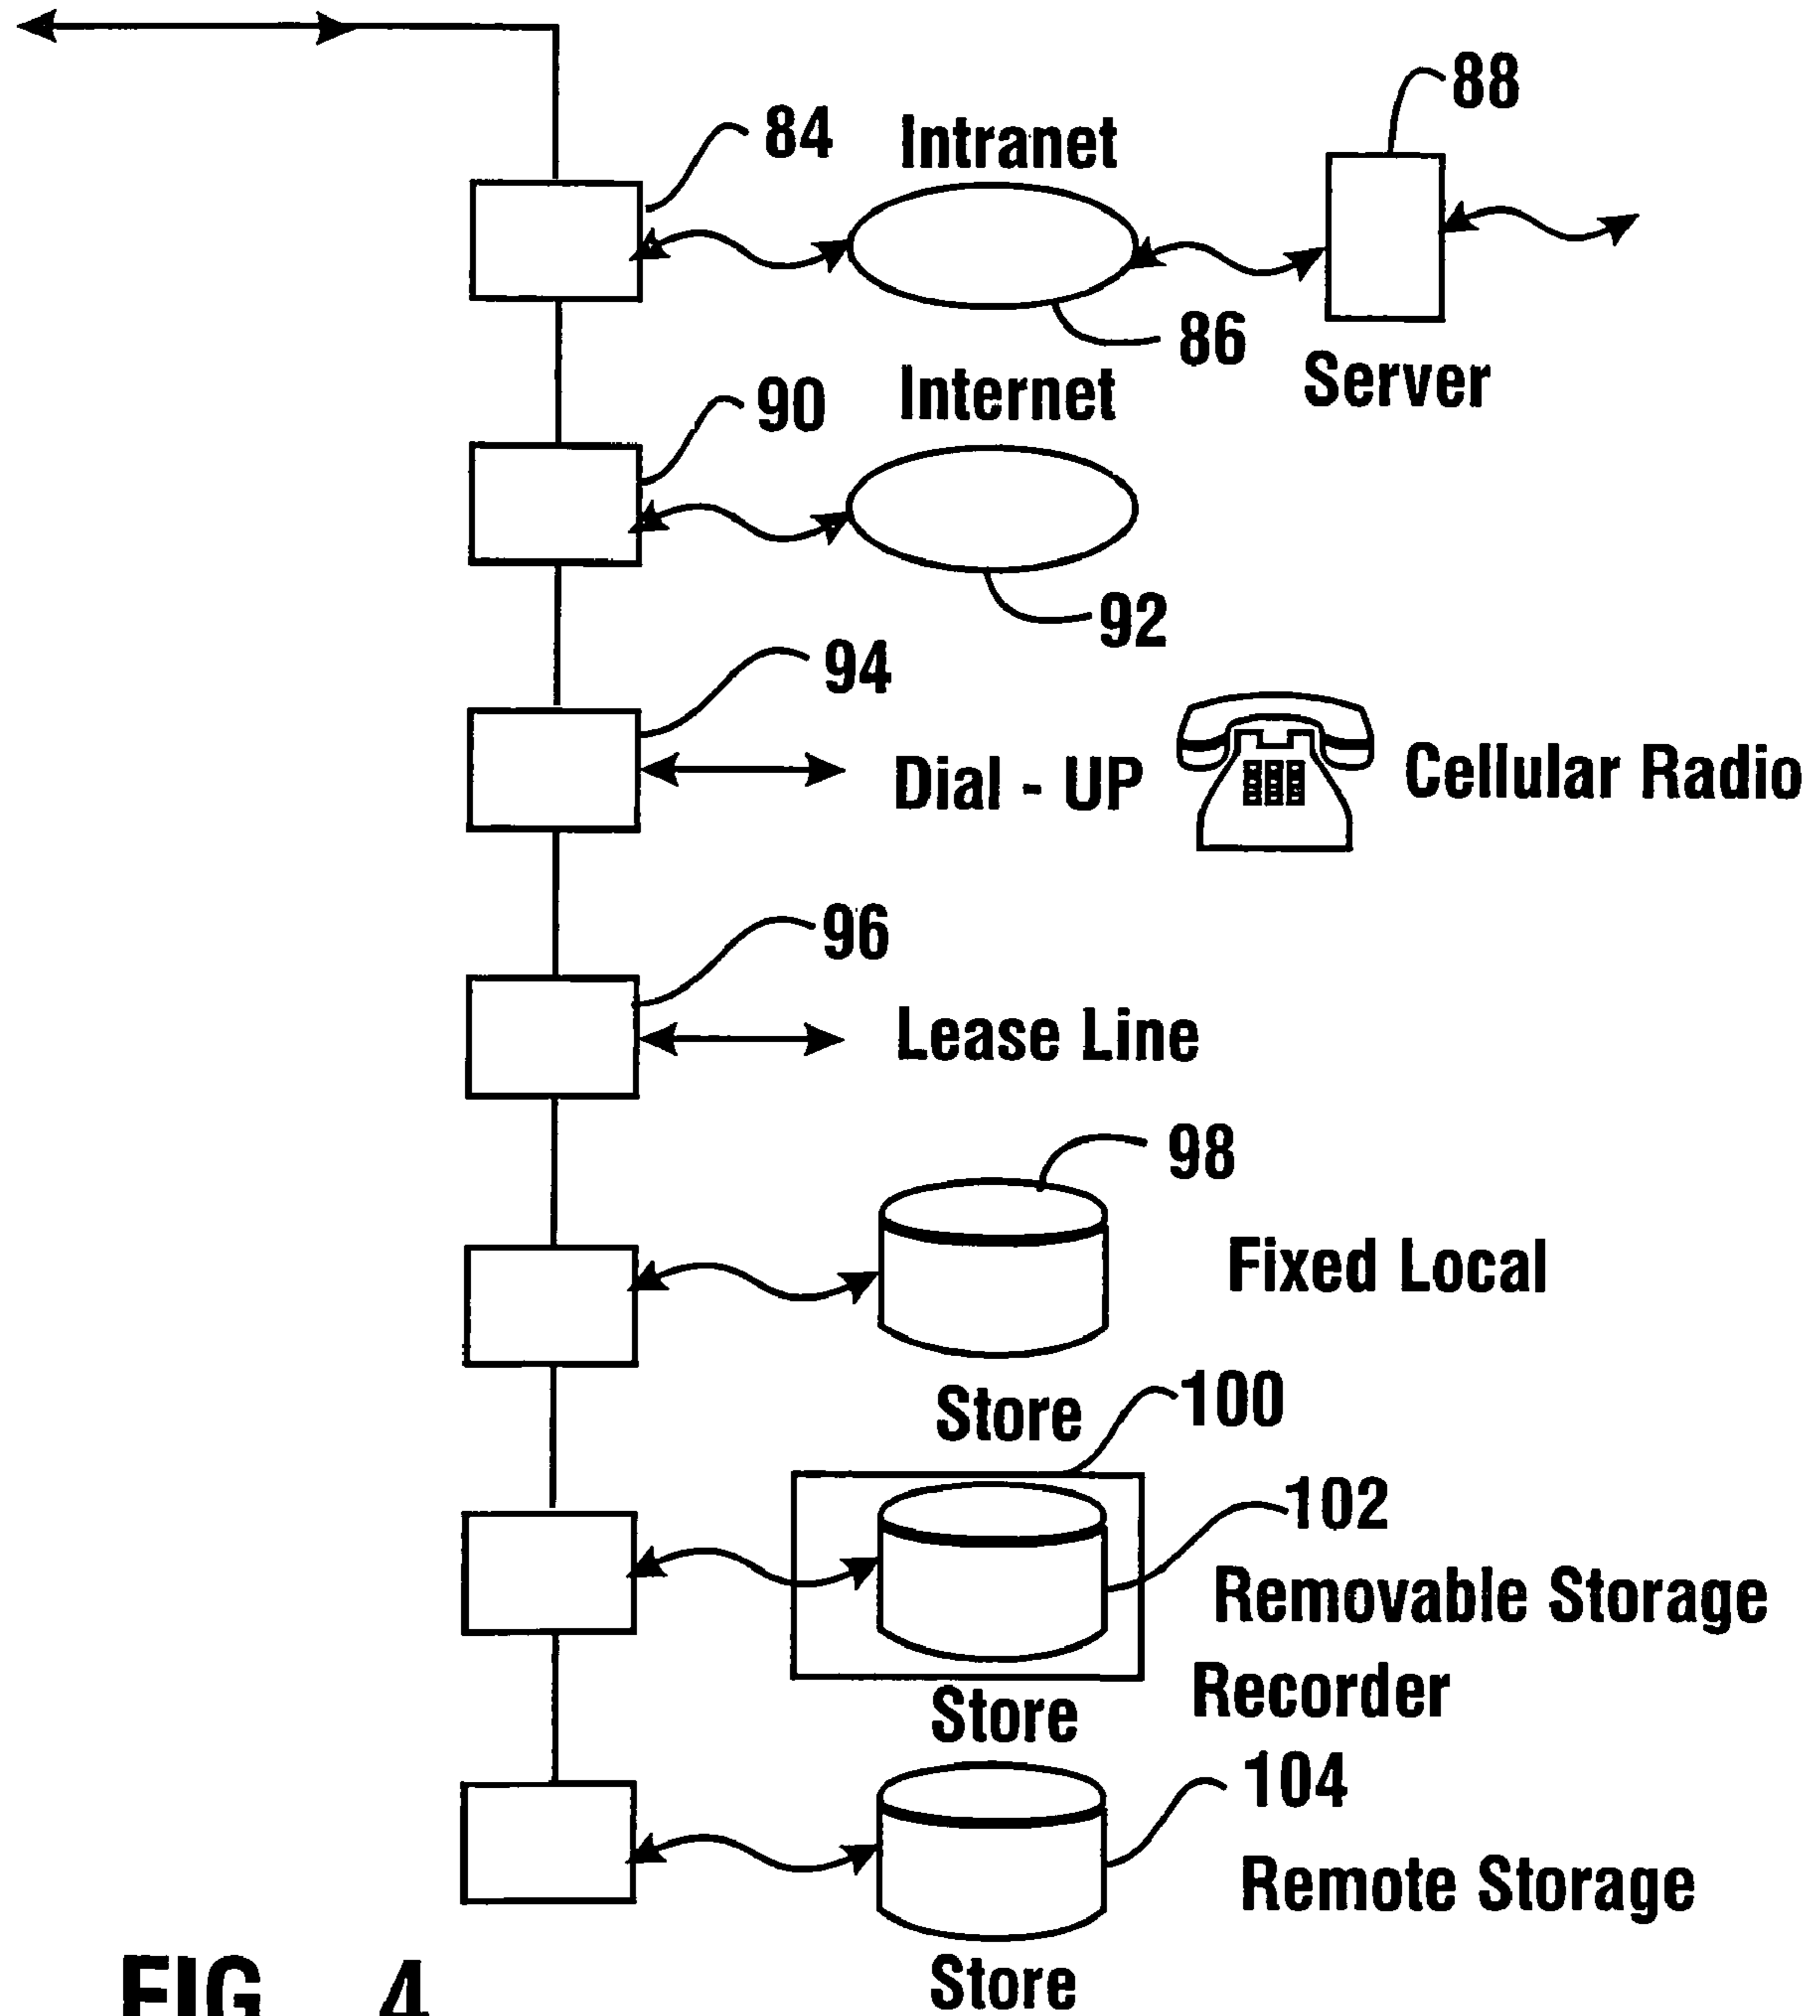 88
84
Intranet
86
Server
90
Internet
92
94
Dial - UP
Cellular Radio
96
Lease Line
98
Fixed Local
Store
100
102
Removable Storage
Recorder
Store
104
Remote Storage
Store
FIG. 4